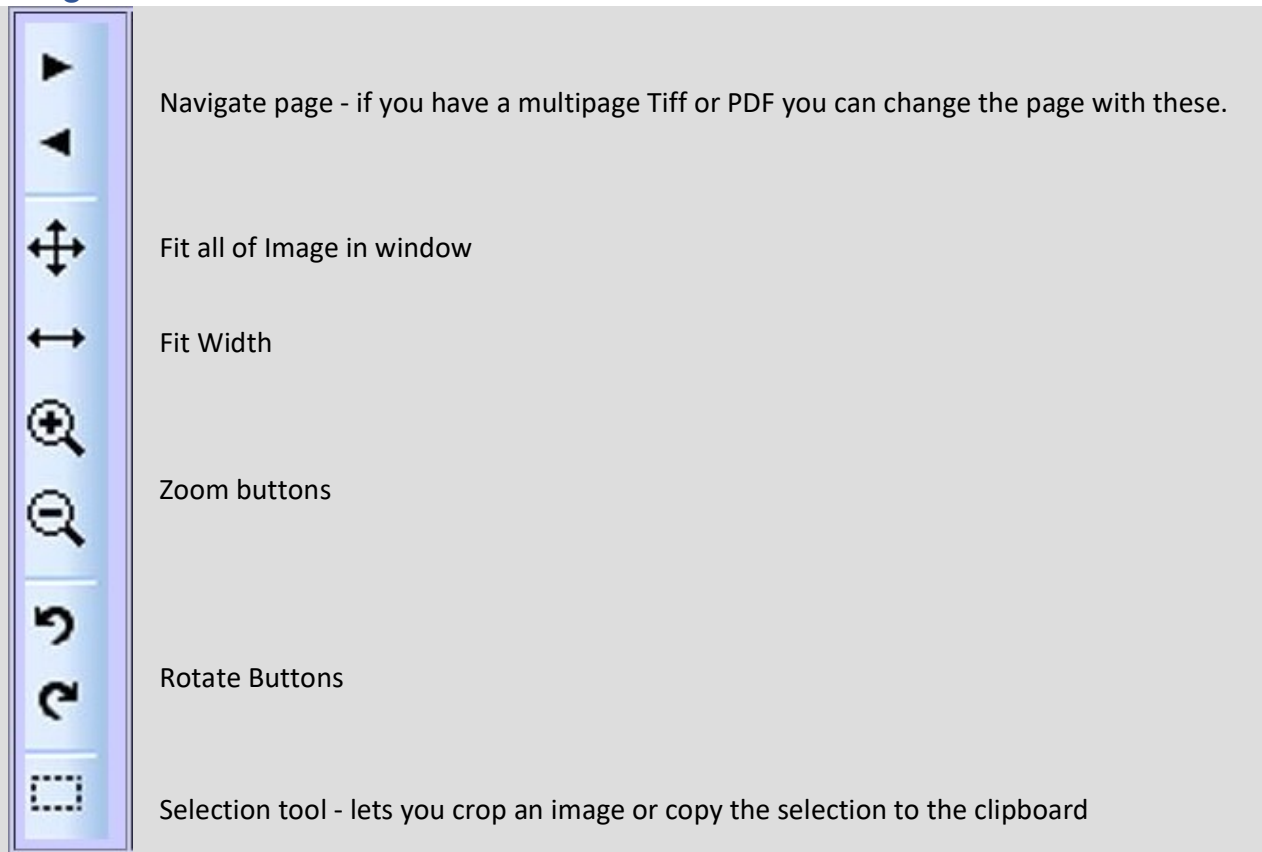 Navigate page - if you have a multipage Tiff or PDF you can change the page with these.
Fit all of Image in window
Fit Width
Zoom buttons
Rotate Buttons
Selection tool - lets you crop an image or copy the selection to the clipboard